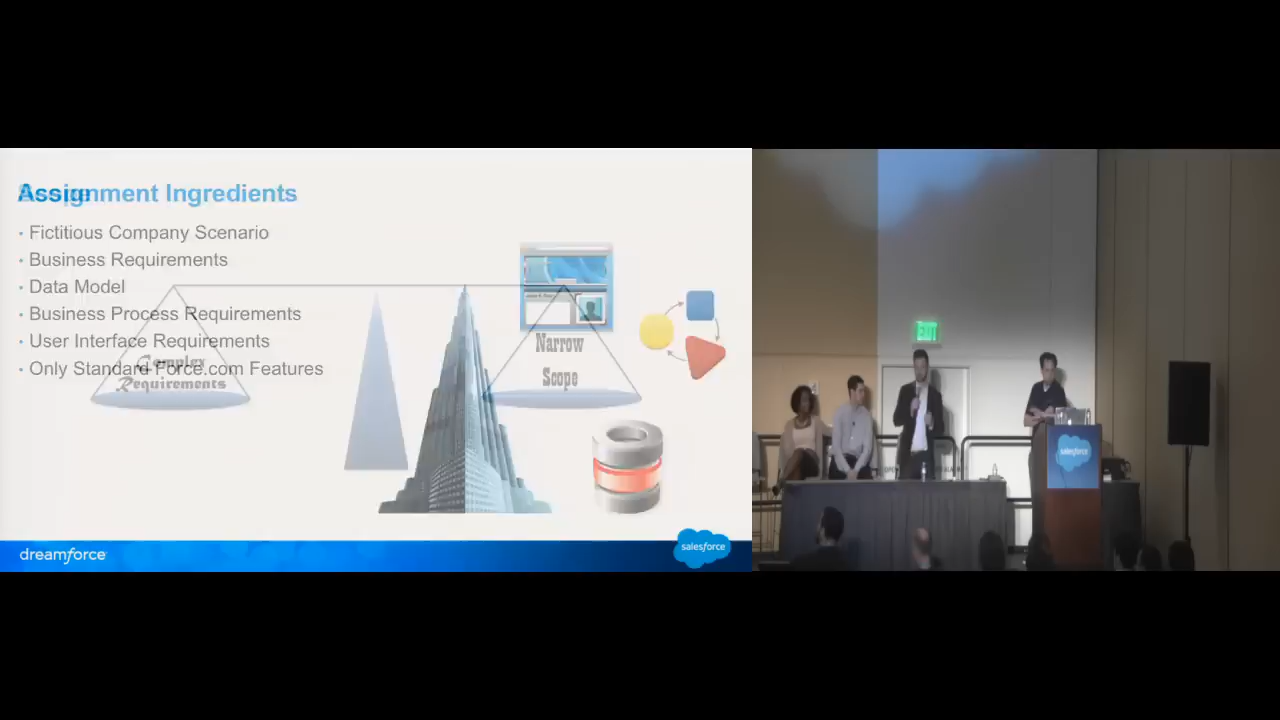 Assignment Ingredients
· Fictitious Company Scenario
· Business Requirements
· Data Model
· Business Process Requirements
· User Interface Requirements
· Only Standard Force.com Features
Complex
Requirements
Narrow
Scope
dreamforce
salesforce
EXIT
salesforce